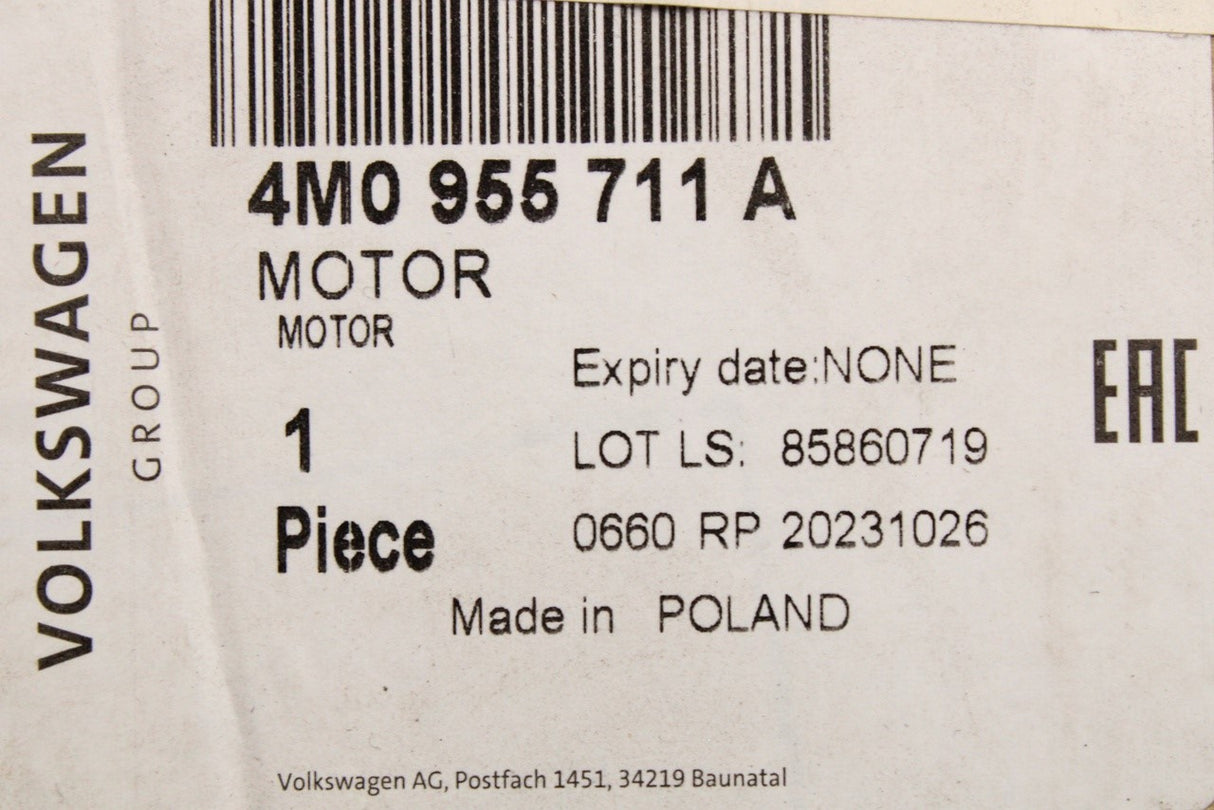 VOLKSWAGEN
GROUP
4M0 955 711 A
MOTOR
MOTOR
Expiry date:NONE
1
LOT LS: 85860719
Piece
0660 RP 20231026
Made in POLAND
EAC
Volkswagen AG, Postfach 1451, 34219 Baunatal